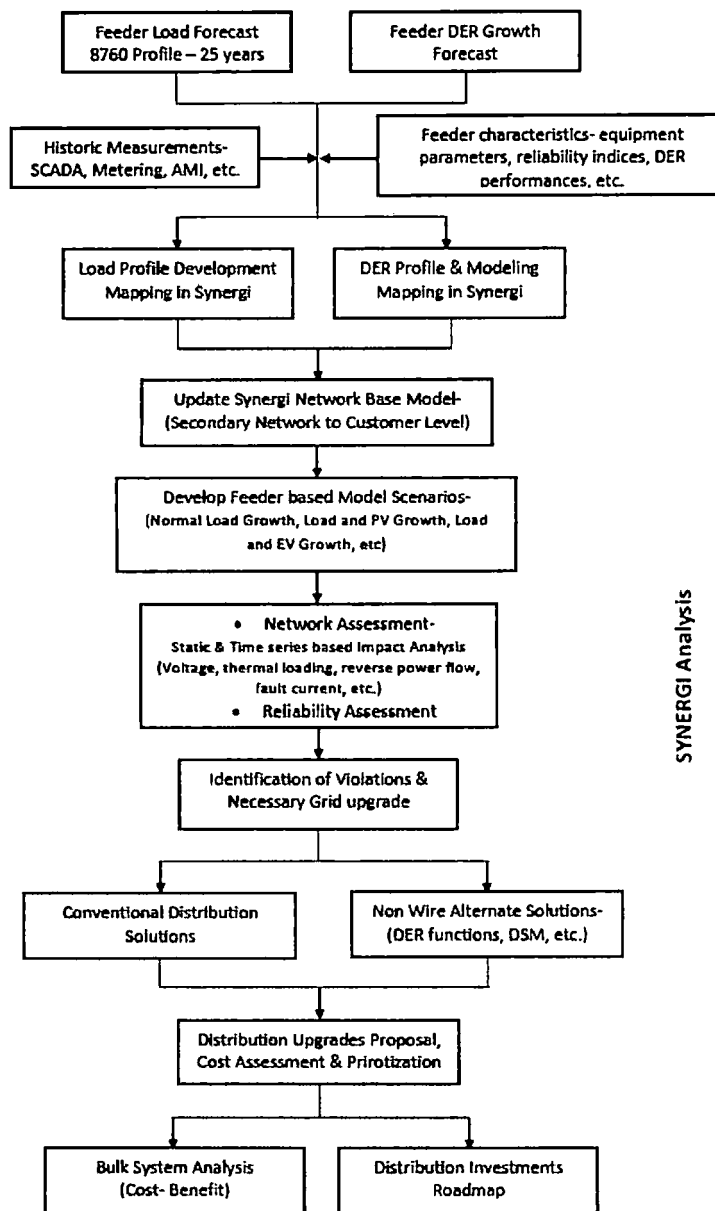 Feeder Load Forecast
8760 Profile – 25 years
Feeder DER Growth
Forecast
Historic Measurements-
SCADA, Metering, AMI, etc.
Feeder characteristics- equipment
parameters, reliability indices, DER
performances, etc.
Load Profile Development
Mapping in Synergi
DER Profile & Modeling
Mapping in Synergi
Update Synergi Network Base Model-
(Secondary Network to Customer Level)
Develop Feeder based Model Scenarios-
(Normal Load Growth, Load and PV Growth, Load
and EV Growth, etc)
• Network Assessment-
Static & Time series based Impact Analysis
(Voltage, thermal loading, reverse power flow,
fault current, etc.)
• Reliability Assessment
SYNERGI Analysis
Identification of Violations &
Necessary Grid upgrade
Conventional Distribution
Solutions
Non Wire Alternate Solutions-
(DER functions, DSM, etc.)
Distribution Upgrades Proposal,
Cost Assessment & Prirotization
Bulk System Analysis
(Cost- Benefit)
Distribution Investments
Roadmap